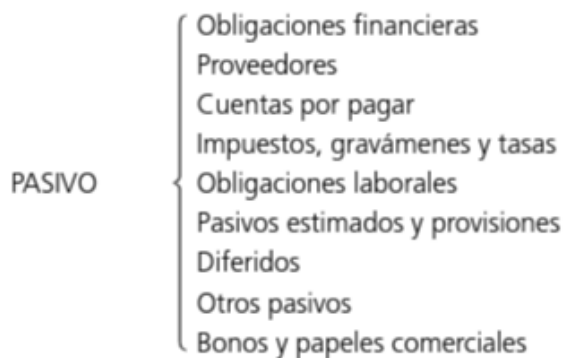 Obligaciones financieras
Proveedores
Cuentas por pagar
Impuestos, gravámenes y tasas
PASIVO Obligaciones laborales
Pasivos estimados y provisiones
Diferidos
Otros pasivos
Bonos y papeles comerciales